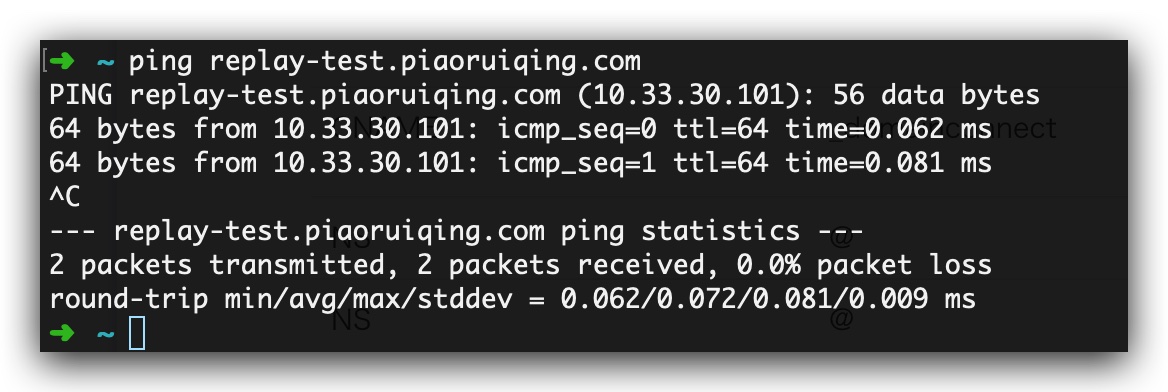 [➜ ~ ping replay-test.piaoruiqing.com
PING replay-test.piaoruiqing.com (10.33.30.101): 56 data bytes
64 bytes from 10.33.30.101: icmp_seq=0 ttl=64 time=0.062 ms
64 bytes from 10.33.30.101: icmp_seq=1 ttl=64 time=0.081 ms
^C
--- replay-test.piaoruiqing.com ping statistics ---
NS @
2 packets transmitted, 2 packets received, 0.0% packet loss
round-trip min/avg/max/stddev = 0.062/0.072/0.081/0.009 ms
NS @
➜ ~